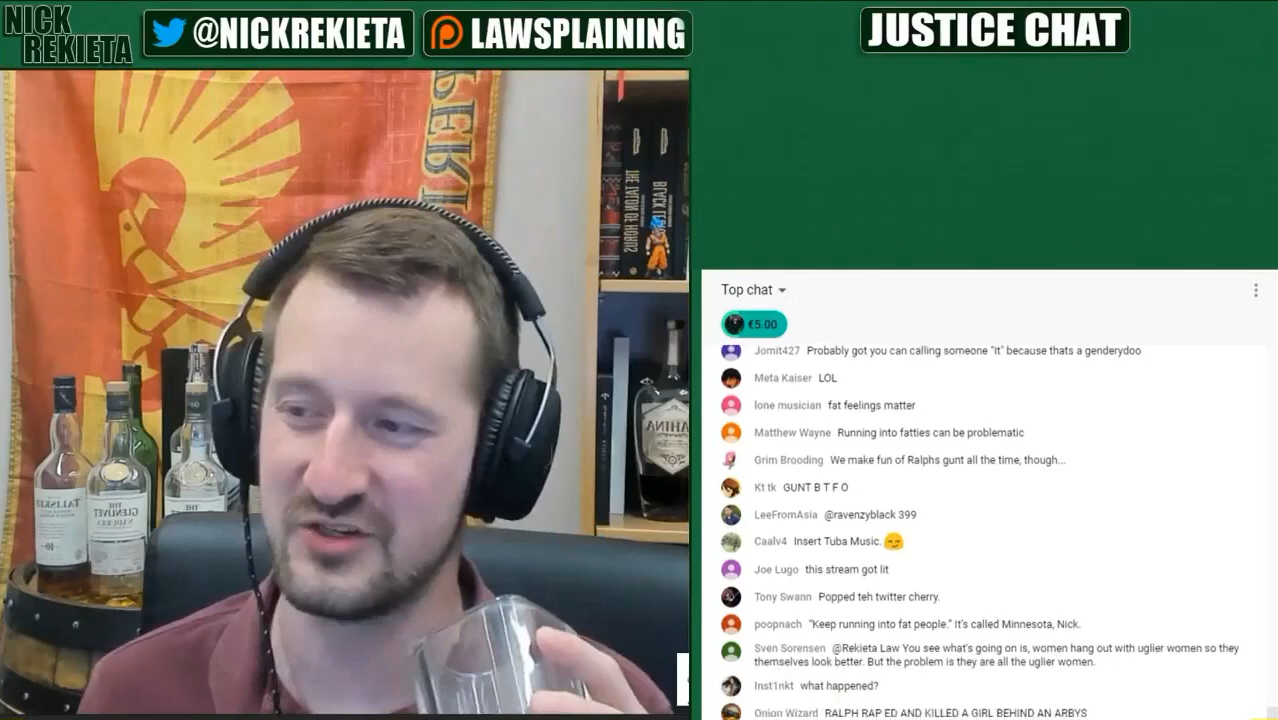 NICK
REKIETA
@NICKREKIETA
LAWSPLAINING
JUSTICE CHAT
Top chat
€5.00
Jomit427 Probably got you can calling someone "It" because thats a genderydoo
Meta Kaiser LOL
lone musician fat feelings matter
Matthew Wayne Running into fatties can be problematic
Grim Brooding We make fun of Ralphs gunt all the time, though...
Kt tk GUNT B T F O
LeeFromAsia @ravenzyblack 399
Caalv4 Insert Tuba Music.
Joe Lugo this stream got lit
Tony Swann Popped teh twitter cherry.
poopnach "Keep running into fat people." It's called Minnesota, Nick.
Sven Sorensen @Rekieta Law You see what's going on is, women hang out with uglier women so they
themselves look better. But the problem is they are all the uglier women.
Inst1nkt what happened?
Onion Wizard RALPH RAP ED AND KILLED A GIRL BEHIND AN ARBYS
TALISKER
10
THE
GLENLIVET
NADURRA
THE